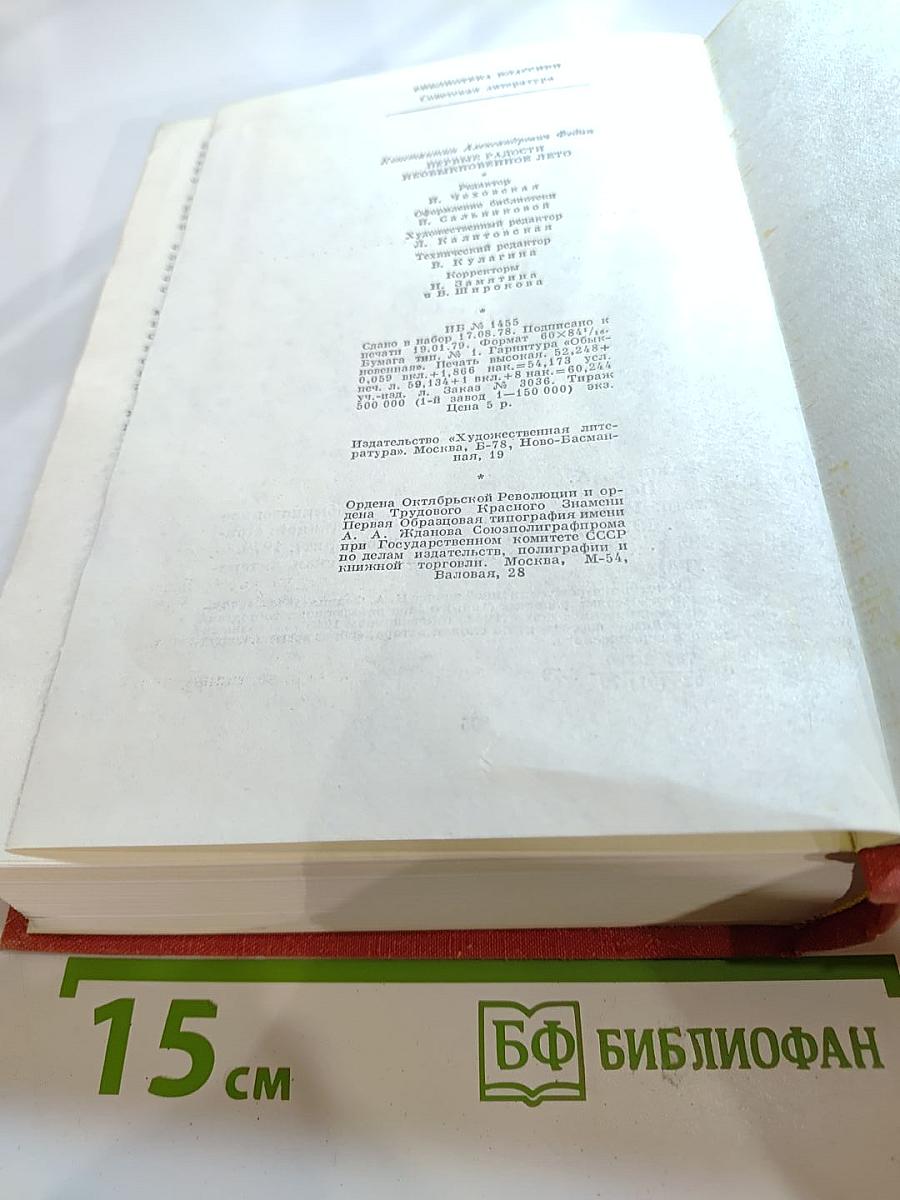 БИБЛИОТЕКА КЛАССИКИ
Советская литература
Константин Александрович Федин
ПЕРВЫЕ РАДОСТИ
НЕОБЫКНОВЕННОЕ ЛЕТО
*
Редактор
Н. Чеховская
Оформление библиотеки
Н. Сальниковой
Художественный редактор
Л. Калитовская
Технический редактор
В. Кулагина
Корректоры
Н. Замятина
и В. Широкова
*
ИБ № 1455
Сдано в набор 17.08.78. Подписано к
печати 19.01.79. Формат 60×84¹/₁₆.
Бумага тип. № 1. Гарнитура «Обык-
новенная». Печать высокая. 52,248+
0,059 вкл.+1,866 нак.=54,173 усл.
печ. л. 59,134+1 вкл.+8 нак.=60,244
уч.-изд. л. Заказ № 3036. Тираж
500 000 (1-й завод 1—150 000) экз.
Цена 5 р.
Издательство «Художественная лите-
ратура». Москва, Б-78, Ново-Басман-
ная, 19
*
Ордена Октябрьской Революции и ор-
дена Трудового Красного Знамени
Первая Образцовая типография имени
А. А. Жданова Союзполиграфпрома
при Государственном комитете СССР
по делам издательств, полиграфии и
книжной торговли. Москва, М-54,
Валовая, 28
15 см
БФ БИБЛИОФАН